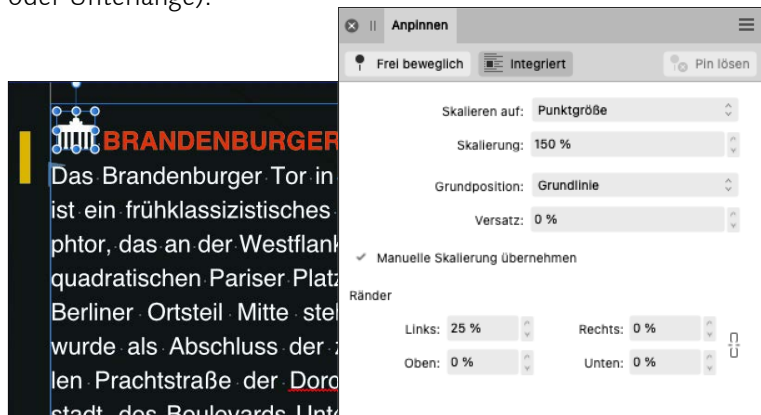 oder Unterlänge).
Anpinnen
Frei beweglich
Integriert
Pin lösen
Skalieren auf: Punktgröße
Skalierung: 150 %
Grundposition: Grundlinie
Versatz: 0 %
Manuelle Skalierung übernehmen
Ränder
Links: 25 % Rechts: 0 %
Oben: 0 % Unten: 0 %
BRANDENBURGER
Das Brandenburger Tor in
ist ein frühklassizistisches
phtor, das an der Westflank
quadratischen Pariser Platz
Berliner Ortsteil Mitte ste
wurde als Abschluss der
len Prachtstraße der Doro
stadt, des Boulevards Unt